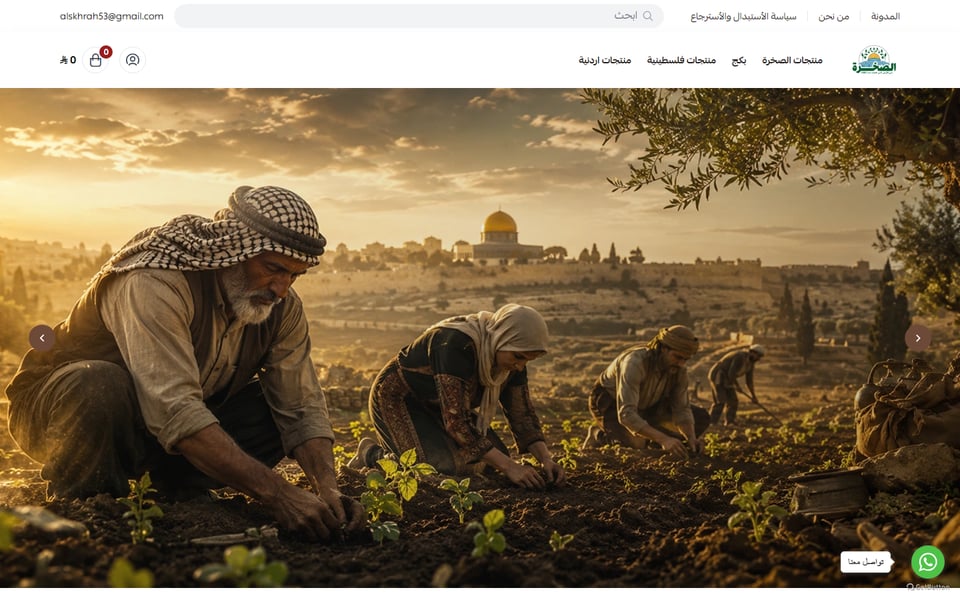 المدونة
من نحن
سياسة الأستبدال والأسترجاع
ابحث
alskhrah53@gmail.com
الصخرة
منتجات الصخرة
بكج
منتجات فلسطينية
منتجات اردنية
0
0
تواصل معنا
GetButton